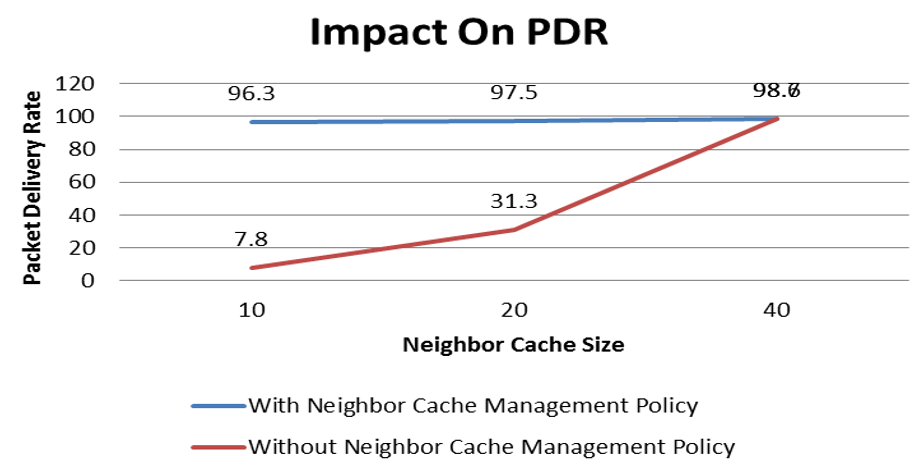 Impact On PDR
Packet Delivery Rate
120
100
80
60
40
20
0
96.3
97.5
7.8
31.3
10
20
40
Neighbor Cache Size
With Neighbor Cache Management Policy
Without Neighbor Cache Management Policy